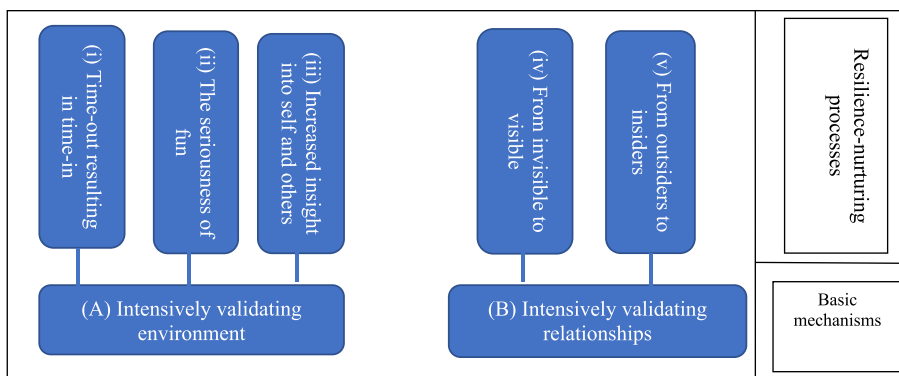 (i) Time-out resulting
in time-in
(ii) The seriousness of
fun
(iii) Increased insight
into self and others
(iv) From invisible to
visible
(v) From outsiders to
insiders
Resilience-nurturing
processes
(A) Intensively validating
environment
(B) Intensively validating
relationships
Basic
mechanisms